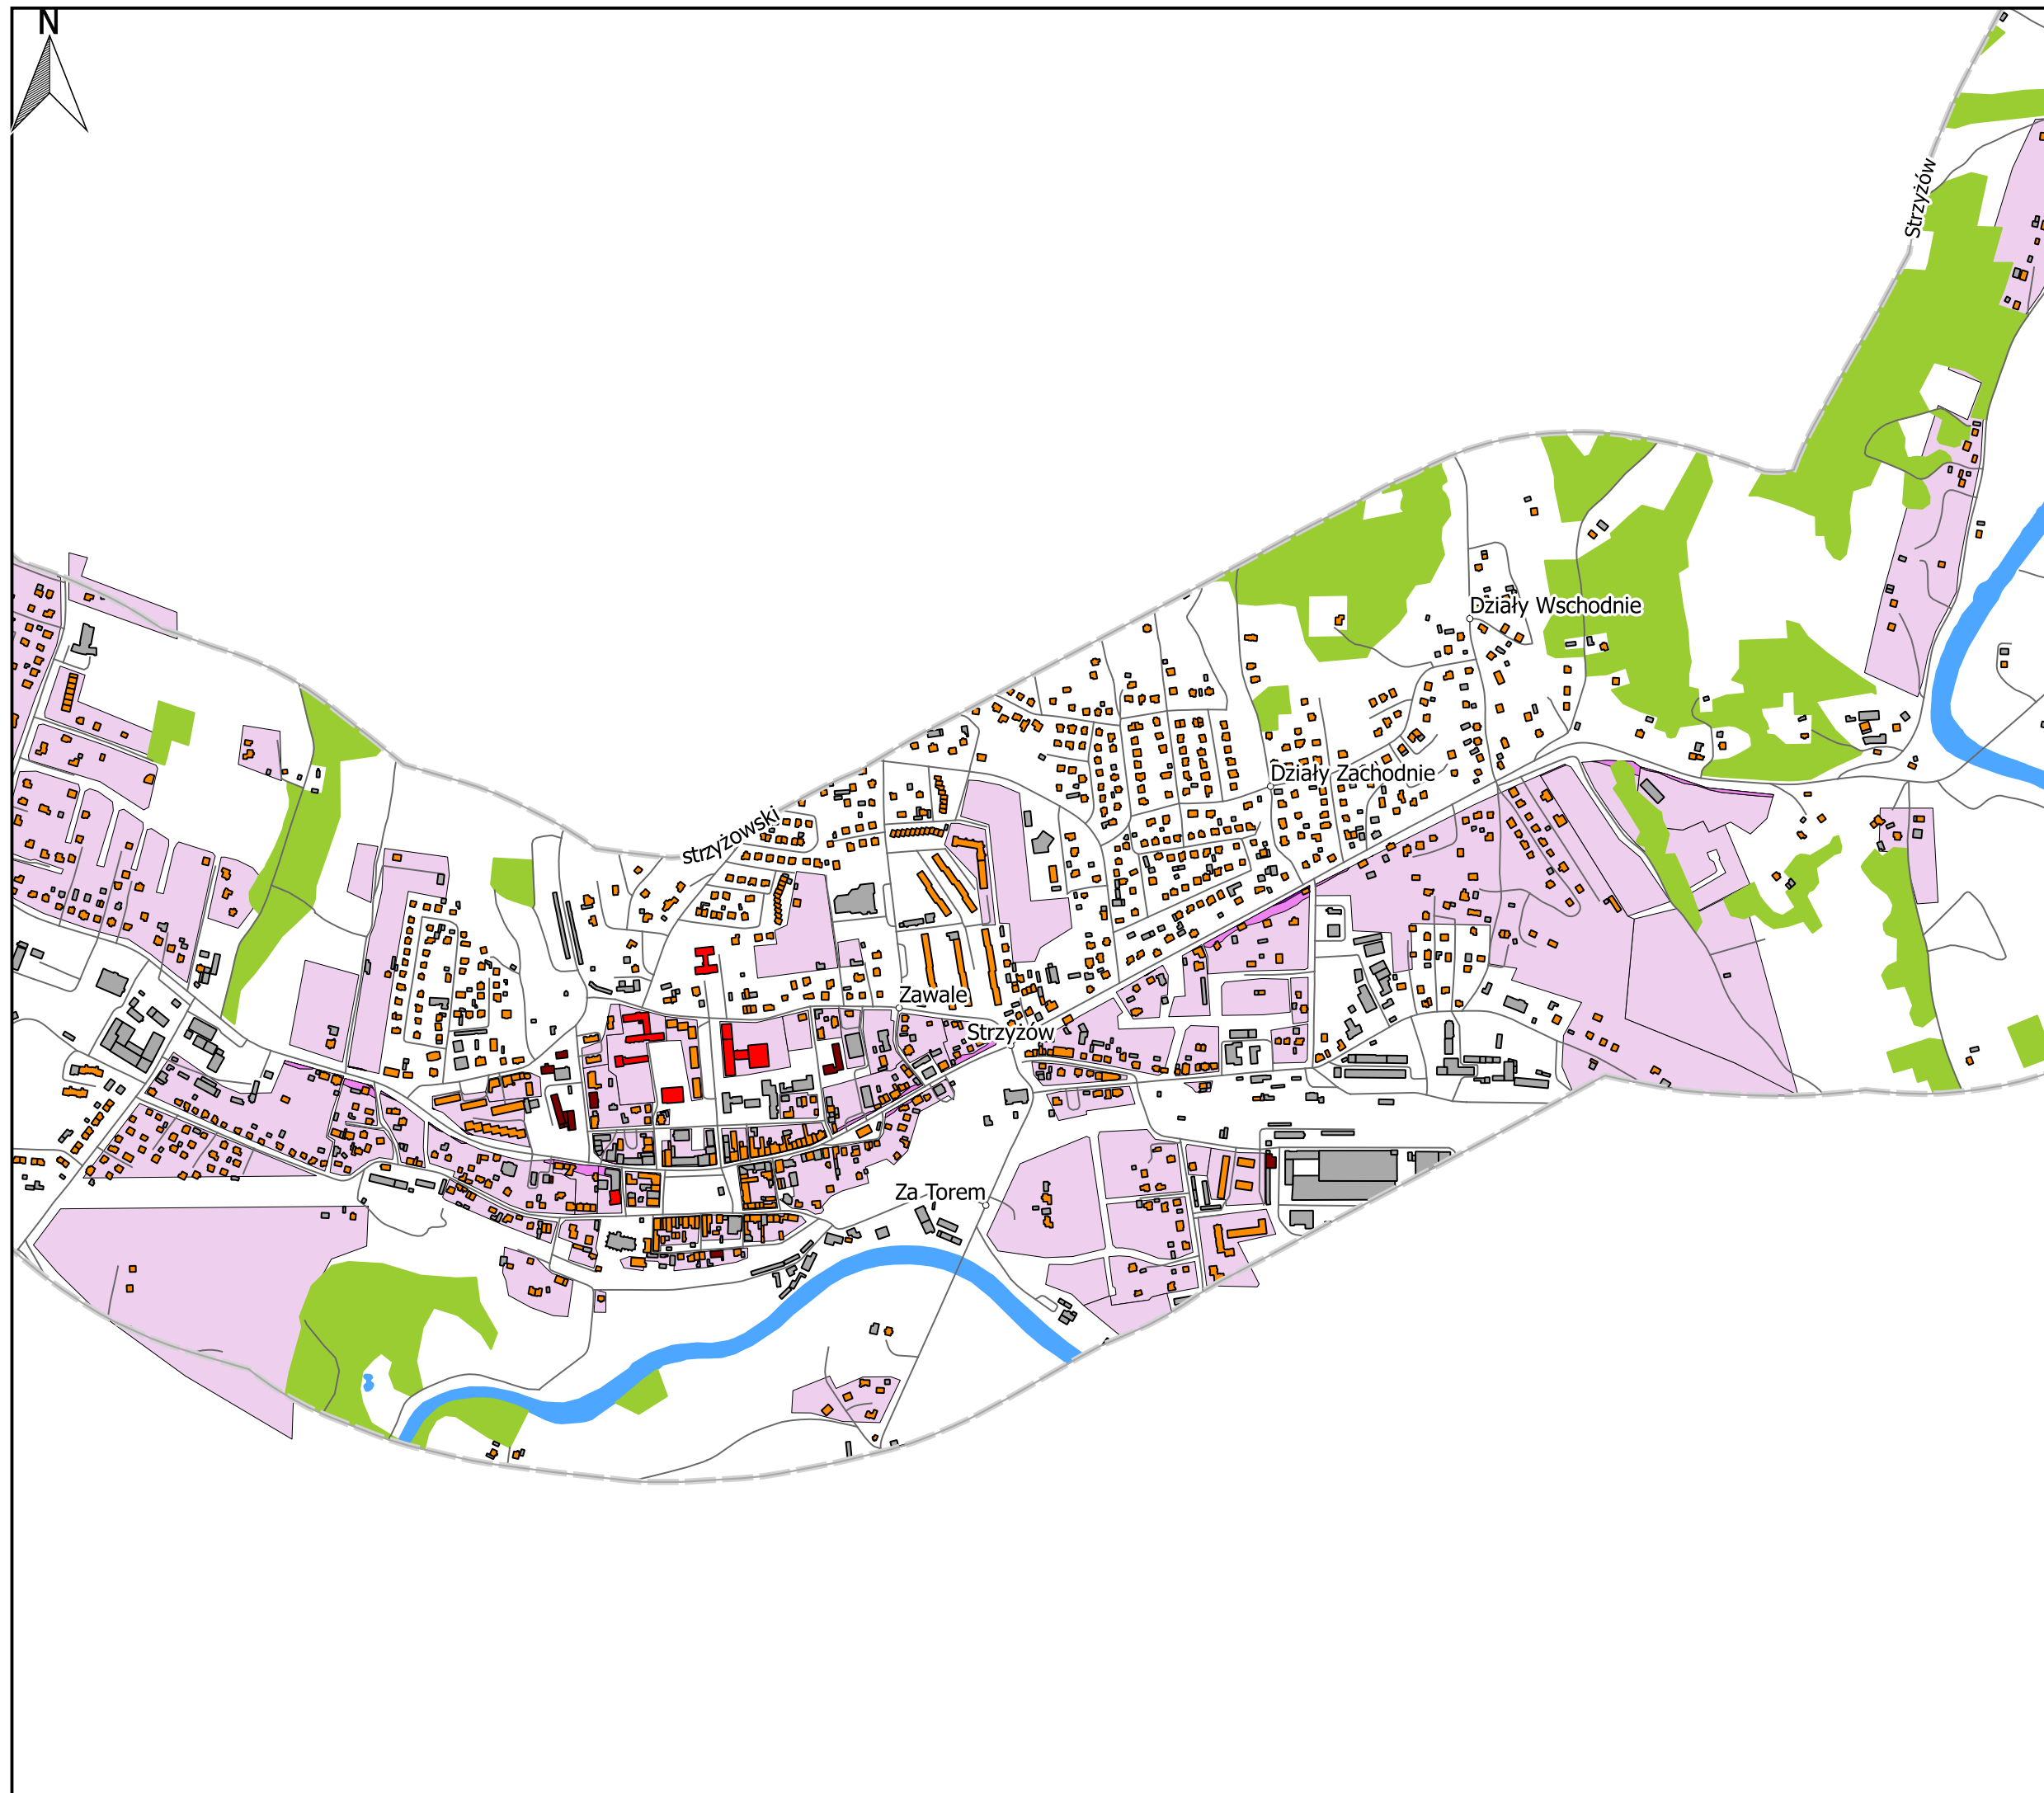 N
Strzyżów
Działy Wschodnie
Działy Zachodnie
strzyżowski
Zawale
Strzyżów
Za Torem